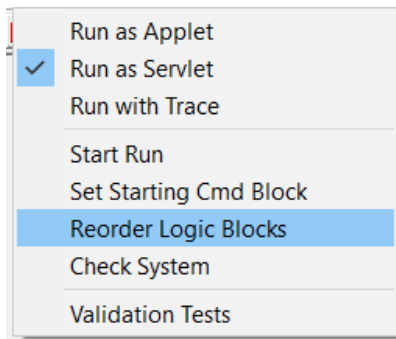 Run as Applet
Run as Servlet
Run with Trace
Start Run
Set Starting Cmd Block
Reorder Logic Blocks
Check System
Validation Tests